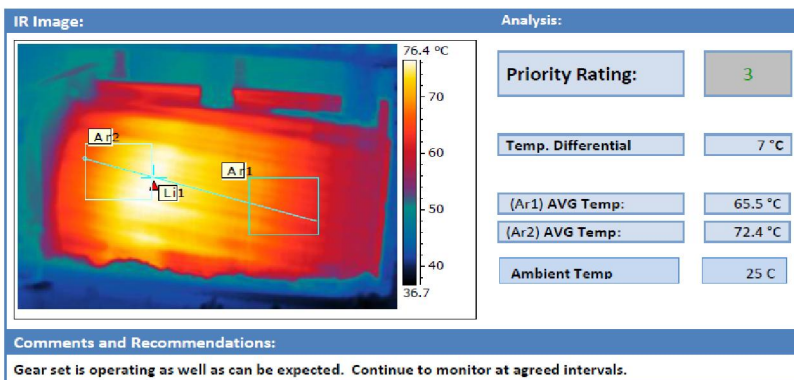 IR Image:
Analysis:
76.4 °C
70
60
50
40
36.7
Ar2
Ar1
Li1
Priority Rating: 3
Temp. Differential 7 °C
(Ar1) AVG Temp: 65.5 °C
(Ar2) AVG Temp: 72.4 °C
Ambient Temp 25 C
Comments and Recommendations:
Gear set is operating as well as can be expected. Continue to monitor at agreed intervals.